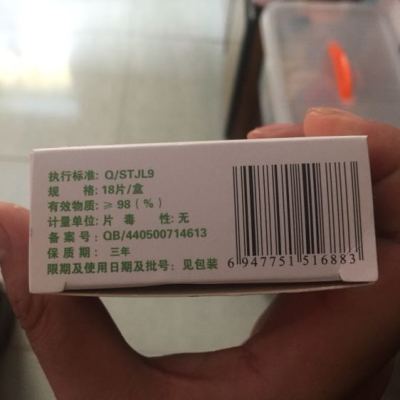 执行标准: Q/STJL9
规 格: 18片/盒
有效物质: ≥98（%）
计量单位: 片 毒 性: 无
备案号: QB/440500714613
保质期: 三年
限期及使用日期及批号: 见包装
6 947751 516883